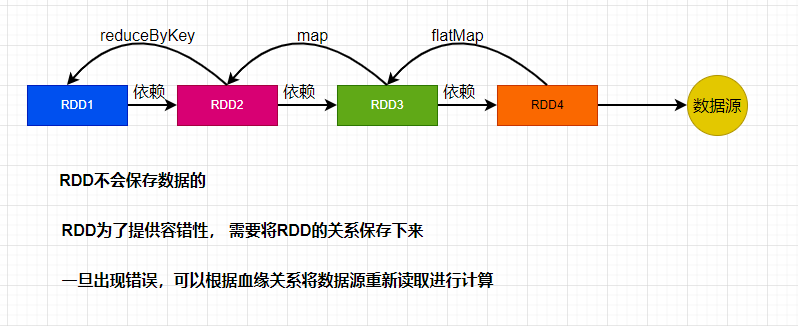 reduceByKey map flatMap
RDD1 依赖 RDD2 依赖 RDD3 依赖 RDD4 数据源
RDD不会保存数据的
RDD为了提供容错性， 需要将RDD的关系保存下来
一旦出现错误，可以根据血缘关系将数据源重新读取进行计算